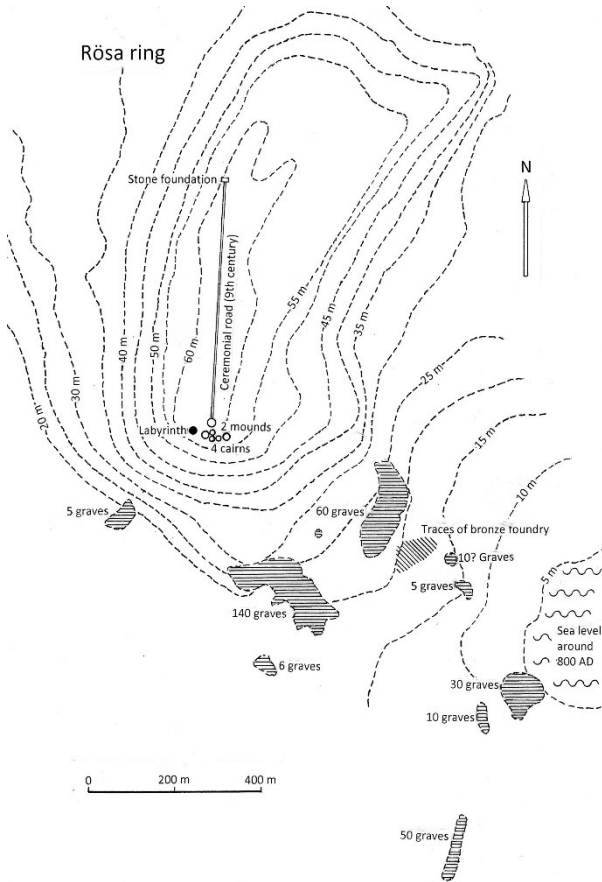 Rösa ring
N
Stone foundation
Ceremonial road (9th century)
55 m
45 m
35 m
40 m
50 m
60 m
30 m
20 m
25 m
15 m
10 m
5 m
Labyrinth
2 mounds
4 cairns
5 graves
60 graves
Traces of bronze foundry
10? Graves
5 graves
140 graves
Sea level
around
800 AD
6 graves
30 graves
10 graves
0
200 m
400 m
50 graves